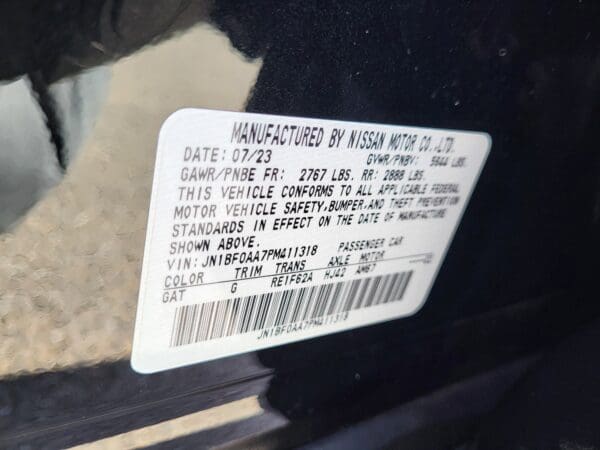 MANUFACTURED BY NISSAN MOTOR CO.,LTD.
DATE: 07/23 GVWR/PNBV: 5644 LBS.
GAWR/PNBE FR: 2767 LBS. RR: 2888 LBS.
THIS VEHICLE CONFORMS TO ALL APPLICABLE FEDERAL
MOTOR VEHICLE SAFETY,BUMPER,AND THEFT PREVENTION
STANDARDS IN EFFECT ON THE DATE OF MANUFACTURE
SHOWN ABOVE.
VIN: JN1BF0AA7PM411318 PASSENGER CAR
COLOR TRIM TRANS AXLE MOTOR
GAT G RE1F62A HJ42 AM67
JN1BF0AA7PM411318